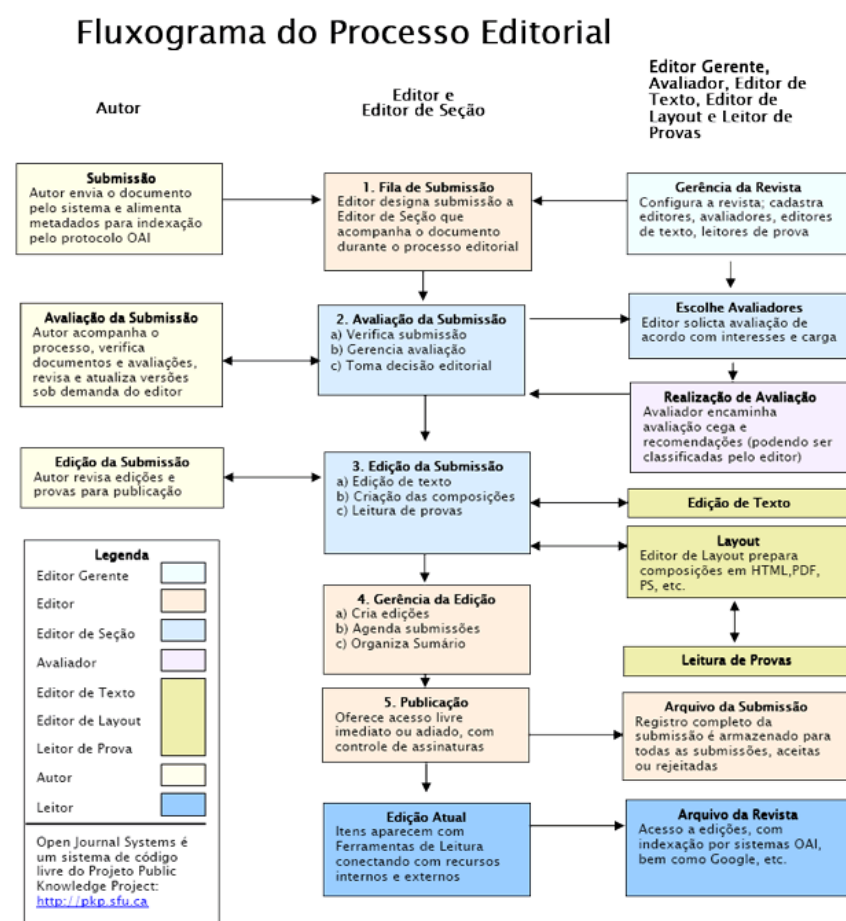 Fluxograma do Processo Editorial
Autor
Editor e
Editor de Seção
Editor Gerente,
Avaliador, Editor de
Texto, Editor de
Layout e Leitor de
Provas
Submissão
Autor envia o documento
pelo sistema e alimenta
metadados para indexação
pelo protocolo OAI
1. Fila de Submissão
Editor designa submissão a
Editor de Seção que
acompanha o documento
durante o processo editorial
Gerência da Revista
Configura a revista; cadastra
editores, avaliadores, editores
de texto, leitores de prova
Avaliação da Submissão
Autor acompanha o
processo, verifica
documentos e avaliações,
revisa e atualiza versões
sob demanda do editor
2. Avaliação da Submissão
a) Verifica submissão
b) Gerencia avaliação
c) Toma decisão editorial
Escolhe Avaliadores
Editor solicta avaliação de
acordo com interesses e carga
Realização de Avaliação
Avaliador encaminha
avaliação cega e
recomendações (podendo ser
classificadas pelo editor)
Edição da Submissão
Autor revisa edições e
provas para publicação
3. Edição da Submissão
a) Edição de texto
b) Criação das composições
c) Leitura de provas
Edição de Texto
Layout
Editor de Layout prepara
composições em HTML,PDF,
PS, etc.
Leitura de Provas
4. Gerência da Edição
a) Cria edições
b) Agenda submissões
c) Organiza Sumário
5. Publicação
Oferece acesso livre
imediato ou adiado, com
controle de assinaturas
Arquivo da Submissão
Registro completo da
submissão é armazenado para
todas as submissões, aceitas
ou rejeitadas
Edição Atual
Itens aparecem com
Ferramentas de Leitura
conectando com recursos
internos e externos
Arquivo da Revista
Acesso a edições, com
indexação por sistemas OAI,
bem como Google, etc.
Legenda
Editor Gerente
Editor
Editor de Seção
Avaliador
Editor de Texto
Editor de Layout
Leitor de Prova
Autor
Leitor
Open Journal Systems é
um sistema de código
livre do Projeto Public
Knowledge Project:
http://pkp.sfu.ca